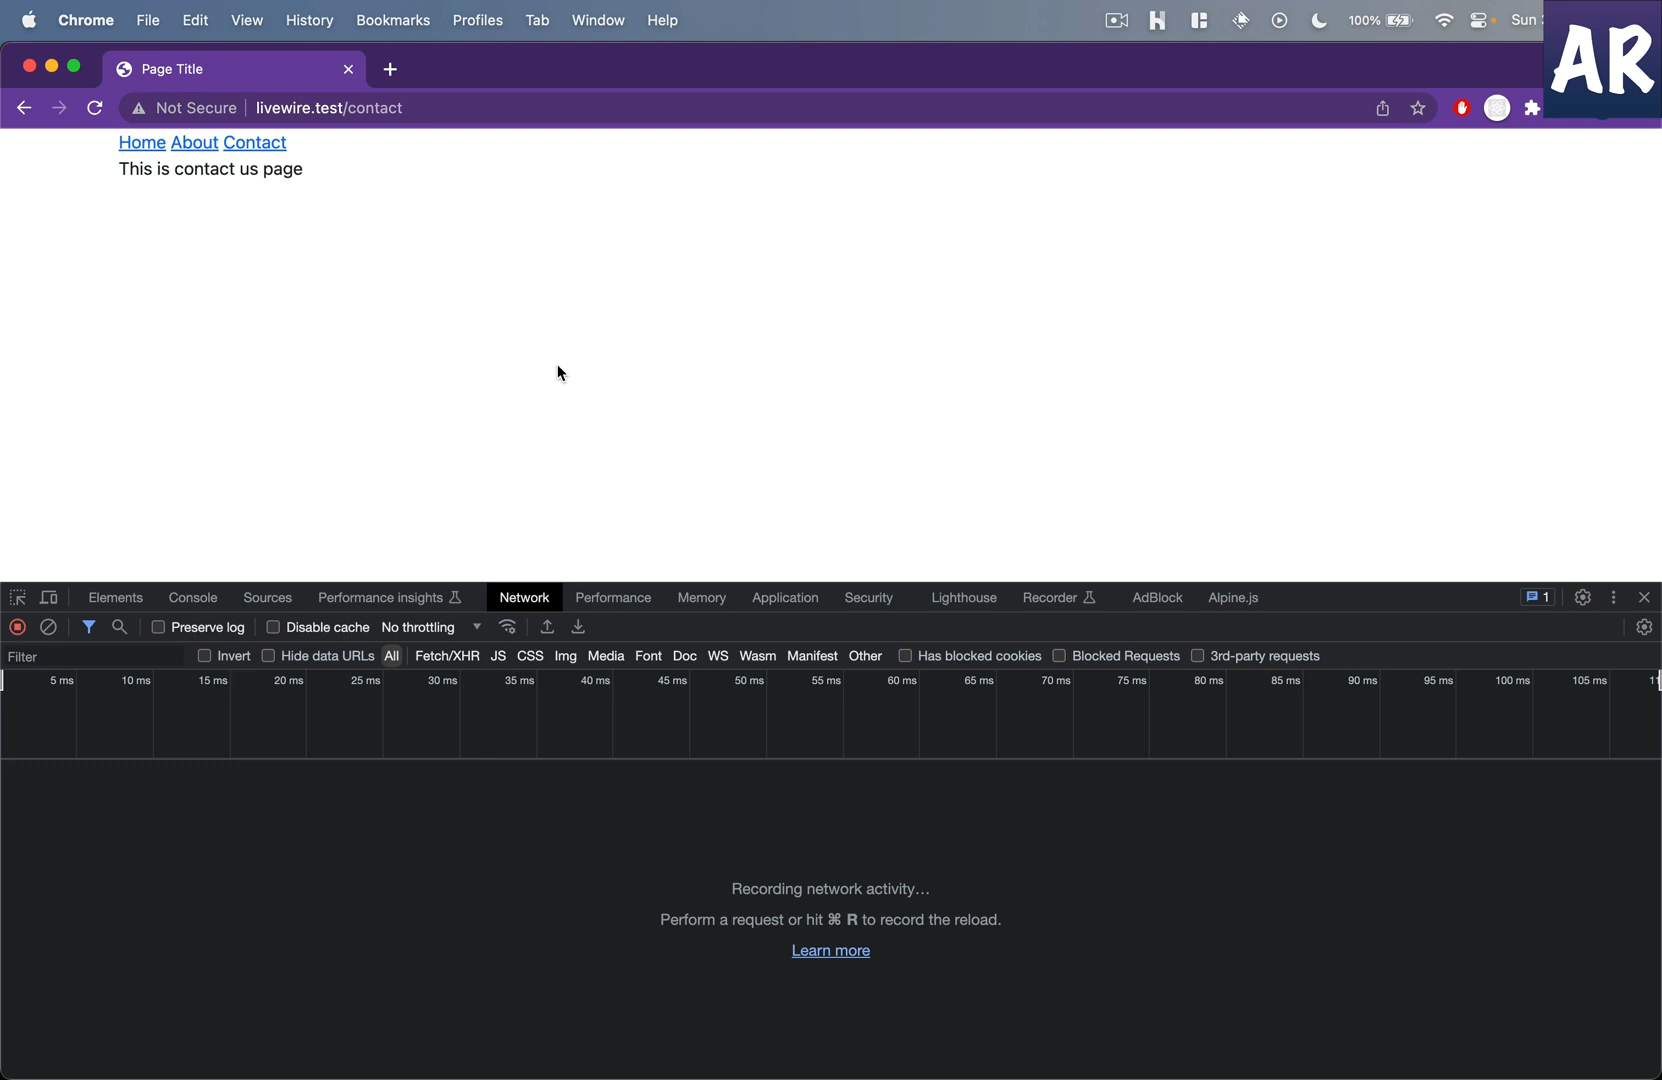 Chrome File Edit View History Bookmarks Profiles Tab Window Help 100% Sun
AR
Page Title
Not Secure livewire.test/contact
Home About Contact
This is contact us page
Elements Console Sources Performance insights Network Performance Memory Application Security Lighthouse Recorder AdBlock Alpine.js 1
Preserve log Disable cache No throttling
Filter Invert Hide data URLs All Fetch/XHR JS CSS Img Media Font Doc WS Wasm Manifest Other Has blocked cookies Blocked Requests 3rd-party requests
5 ms 10 ms 15 ms 20 ms 25 ms 30 ms 35 ms 40 ms 45 ms 50 ms 55 ms 60 ms 65 ms 70 ms 75 ms 80 ms 85 ms 90 ms 95 ms 100 ms 105 ms
Recording network activity…
Perform a request or hit ⌘ R to record the reload.
Learn more